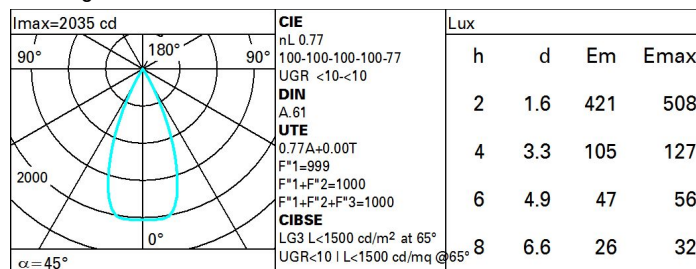 Imax=2035 cd
90°
180°
90°
2000
0°
α=45°
CIE
nL 0.77
100-100-100-100-77
UGR <10-<10
DIN
A.61
UTE
0.77A+0.00T
F"1=999
F"1+F"2=1000
F"1+F"2+F"3=1000
CIBSE
LG3 L<1500 cd/m² at 65°
UGR<10 | L<1500 cd/mq @65°
Lux
h d Em Emax
2 1.6 421 508
4 3.3 105 127
6 4.9 47 56
8 6.6 26 32